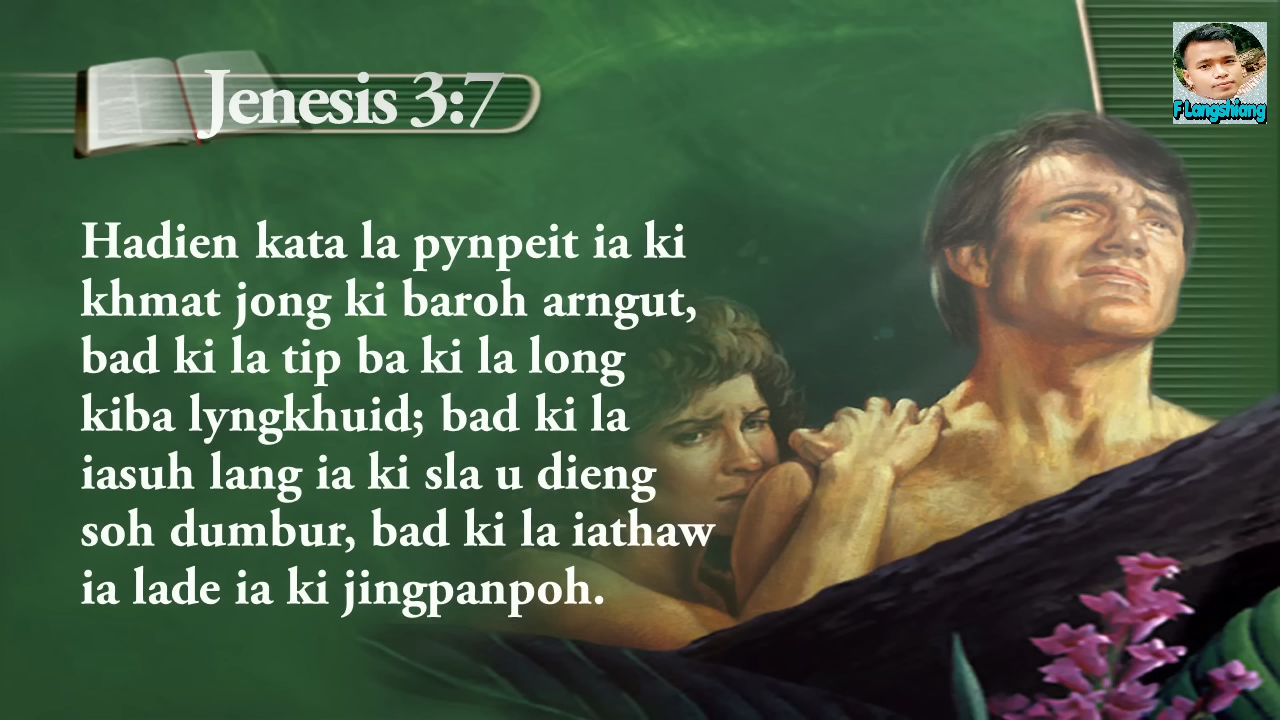 Jenesis 3:7
F Langshiang
Hadien kata la pynpeit ia ki
khmat jong ki baroh arngut,
bad ki la tip ba ki la long
kiba lyngkhuid; bad ki la
iasuh lang ia ki sla u dieng
soh dumbur, bad ki la iathaw
ia lade ia ki jingpanpoh.